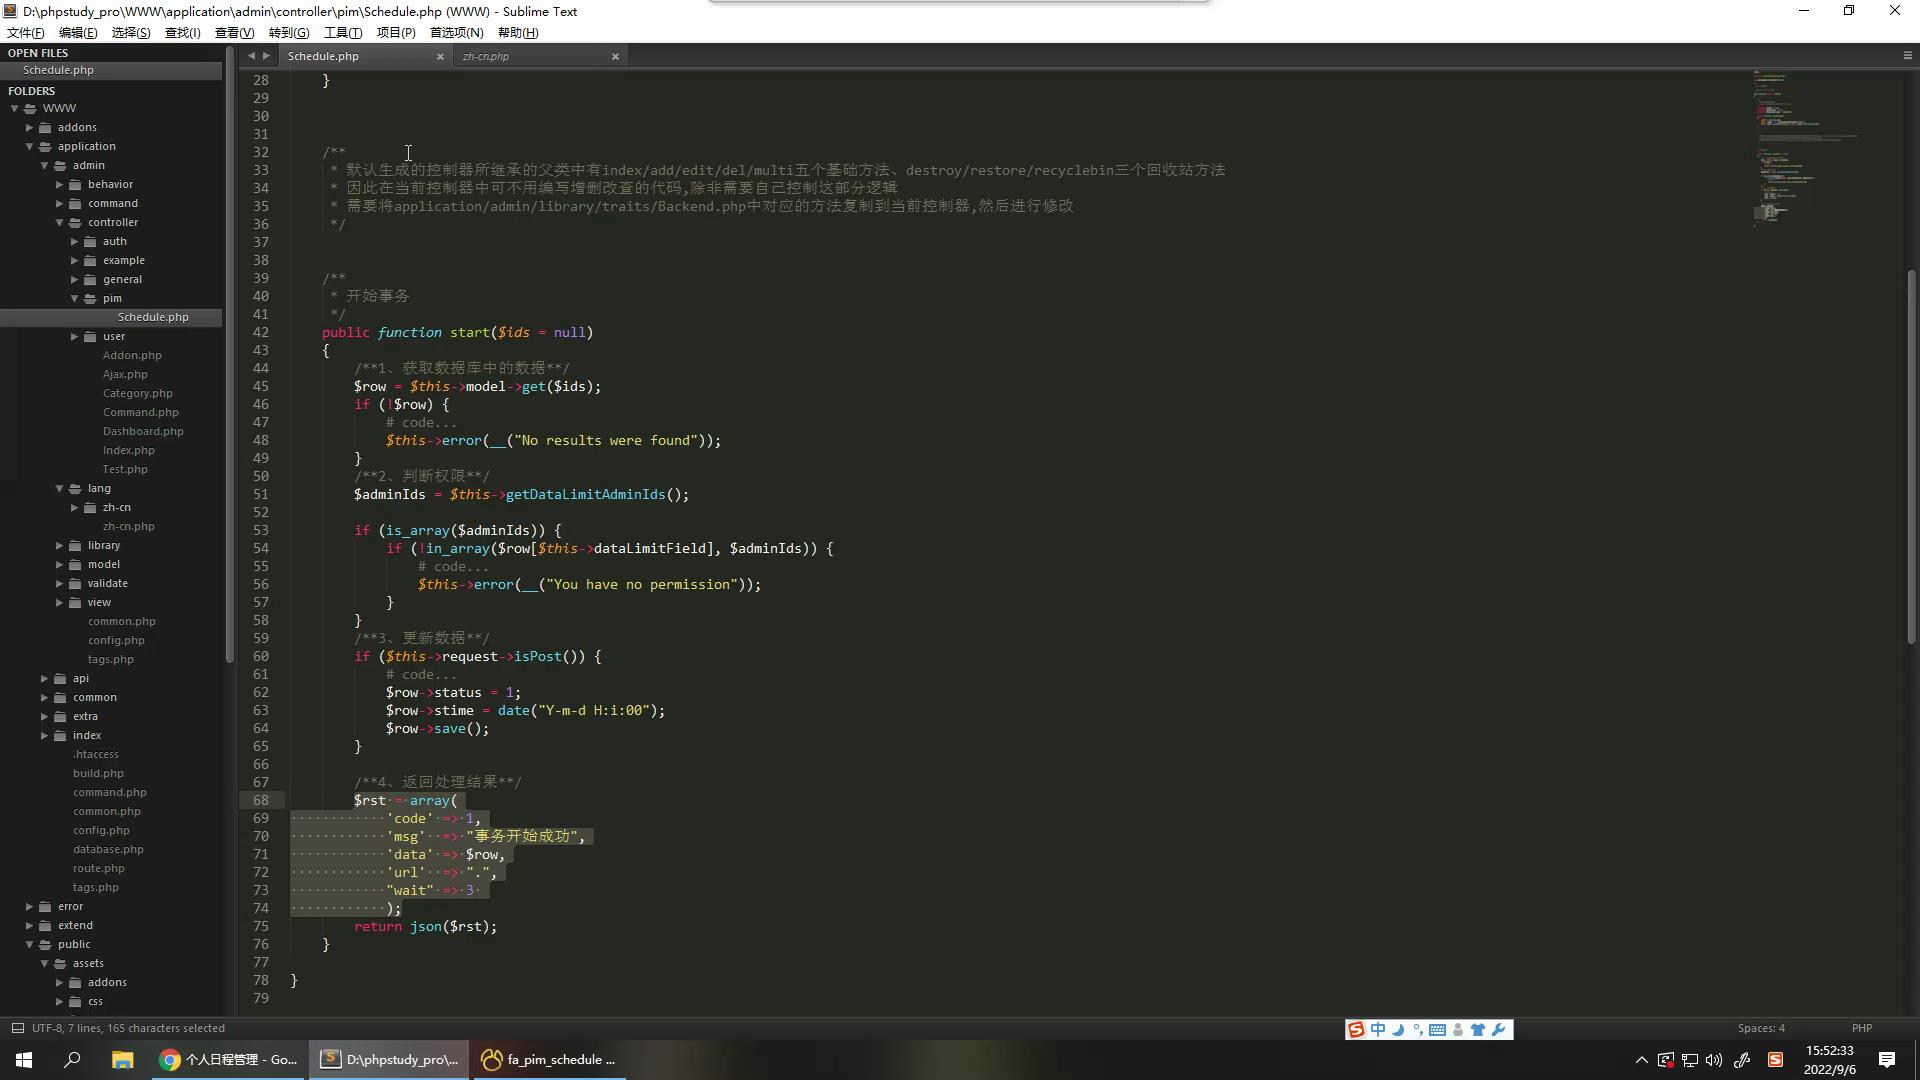 D:\phpstudy_pro\WWW\application\admin\controller\pim\Schedule.php (WWW) - Sublime Text
文件(F) 编辑(E) 选择(S) 查找(I) 查看(V) 转到(G) 工具(T) 项目(P) 首选项(N) 帮助(H)
OPEN FILES
Schedule.php
FOLDERS
WWW
addons
application
admin
behavior
command
controller
auth
example
general
pim
Schedule.php
user
Addon.php
Ajax.php
Category.php
Command.php
Dashboard.php
Index.php
Test.php
lang
zh-cn
zh-cn.php
library
model
validate
view
common.php
config.php
tags.php
api
common
extra
index
.htaccess
build.php
command.php
common.php
config.php
database.php
route.php
tags.php
error
extend
public
assets
addons
css
Schedule.php
zh-cn.php
28 }
29
30
31
32 /**
33 * 默认生成的控制器所继承的父类中有index/add/edit/del/multi五个基础方法、destroy/restore/recyclebin三个回收站方法
34 * 因此在当前控制器中可不用编写增删改查的代码,除非需要自己控制这部分逻辑
35 * 需要将application/admin/library/traits/Backend.php中对应的方法复制到当前控制器,然后进行修改
36 */
37
38
39 /**
40 * 开始事务
41 */
42 public function start($ids = null)
43 {
44 /**1、获取数据库中的数据**/
45 $row = $this->model->get($ids);
46 if (!$row) {
47 # code...
48 $this->error(__("No results were found"));
49 }
50 /**2、判断权限**/
51 $adminIds = $this->getDataLimitAdminIds();
52
53 if (is_array($adminIds)) {
54 if (!in_array($row[$this->dataLimitField], $adminIds)) {
55 # code...
56 $this->error(__("You have no permission"));
57 }
58 }
59 /**3、更新数据**/
60 if ($this->request->isPost()) {
61 # code...
62 $row->status = 1;
63 $row->stime = date("Y-m-d H:i:00");
64 $row->save();
65 }
66
67 /**4、返回处理结果**/
68 $rst = array(
69 'code' => 1,
70 'msg' => "事务开始成功",
71 'data' => $row,
72 'url' => ".",
73 "wait" => 3
74 );
75 return json($rst);
76 }
77
78 }
79
UTF-8, 7 lines, 165 characters selected
中
Spaces: 4
PHP
个人日程管理 - Go...
D:\phpstudy_pro\...
fa_pim_schedule ...
15:52:33
2022/9/6